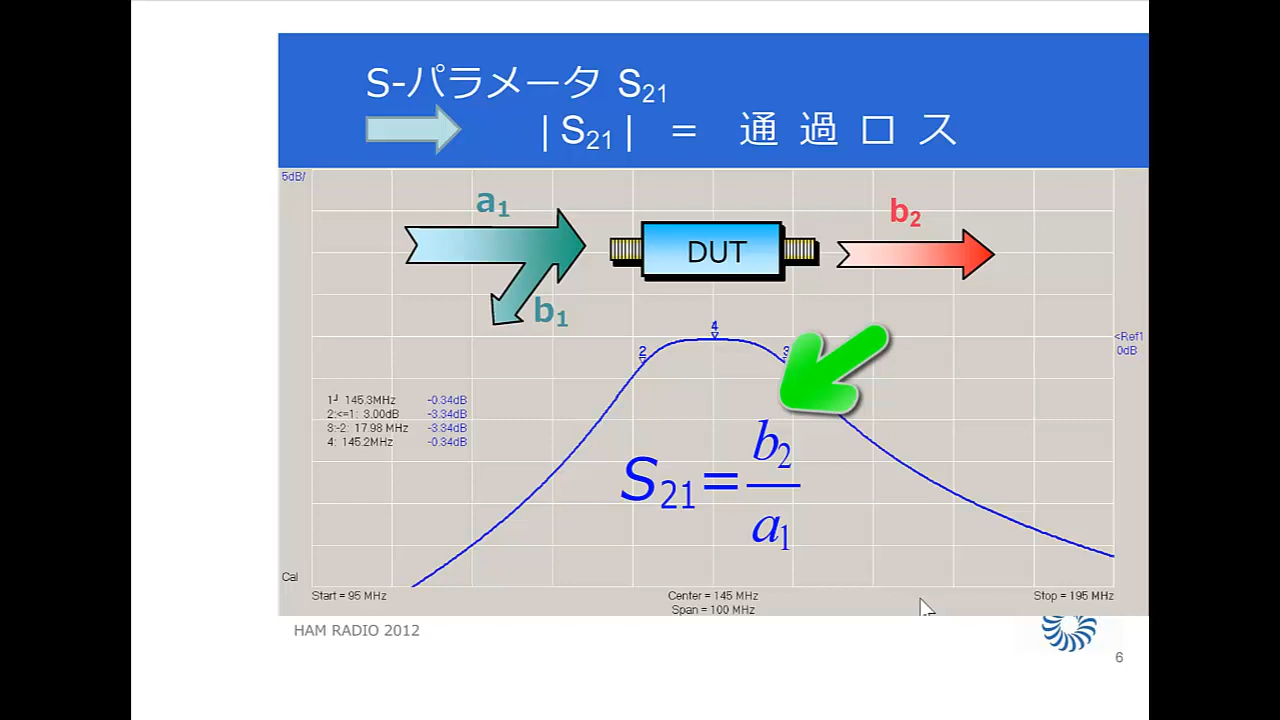 S-パラメータ S21
|S21| = 通過ロス
5dB/
a1
b2
DUT
b1
4
2
3
<Ref1
0dB
1┘ 145.3MHz -0.34dB
2:<=1: 3.00dB -3.34dB
3:-2: 17.98 MHz -3.34dB
4: 145.2MHz -0.34dB
S21=b2/a1
Cal
Start = 95 MHz Center = 145 MHz Stop = 195 MHz
Span = 100 MHz
HAM RADIO 2012
6